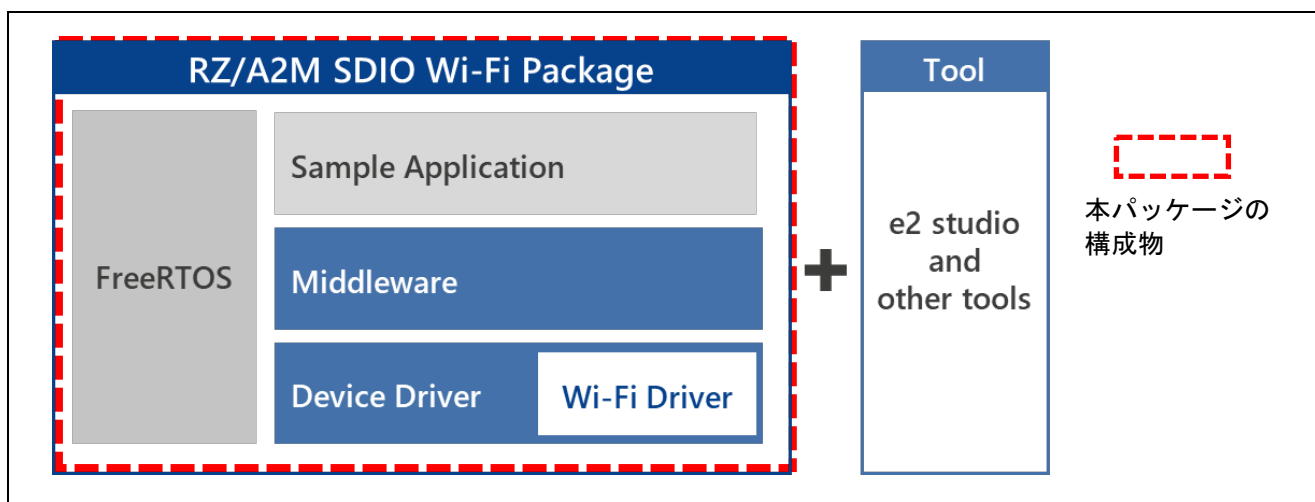 RZ/A2M SDIO Wi-Fi Package
FreeRTOS
Sample Application
Middleware
Device Driver
Wi-Fi Driver
+
Tool
e2 studio
and
other tools
本パッケージの
構成物